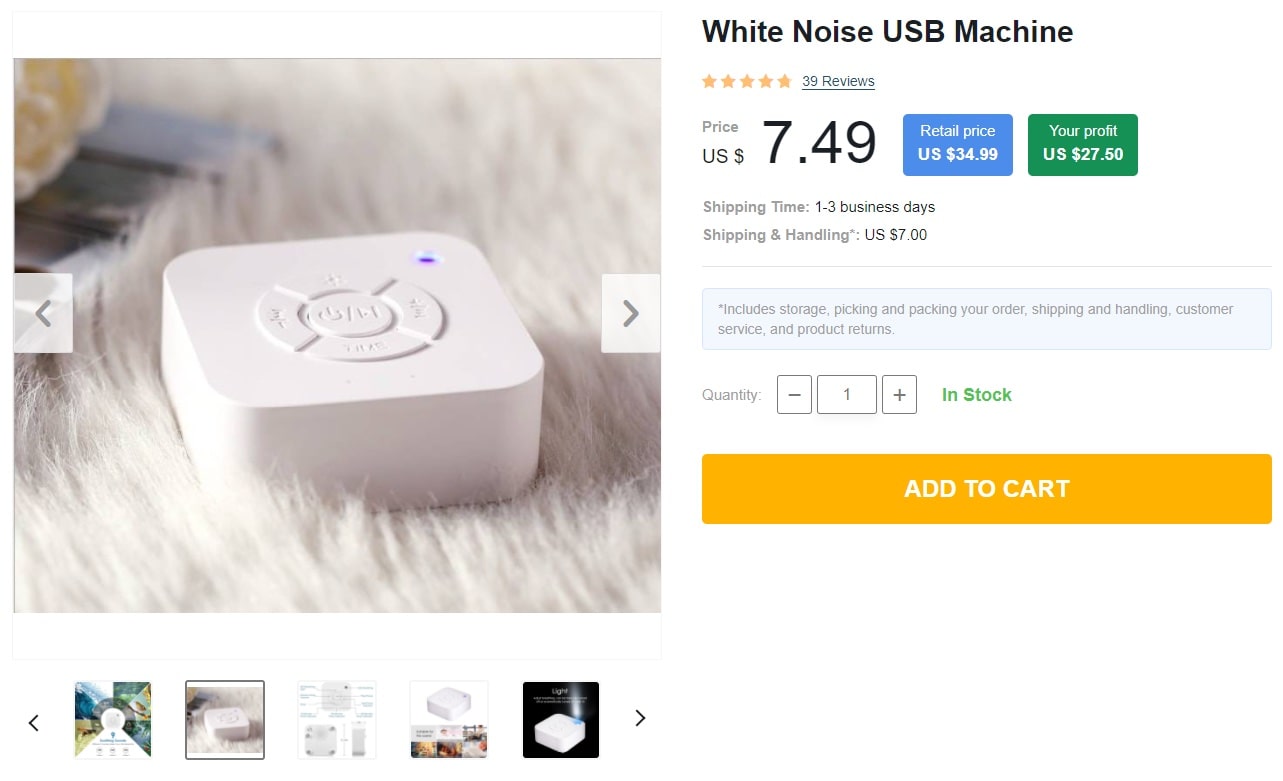 White Noise USB Machine
39 Reviews
Price
US $ 7.49
Retail price
US $34.99
Your profit
US $27.50
Shipping Time: 1-3 business days
Shipping & Handling*: US $7.00
*Includes storage, picking and packing your order, shipping and handling, customer
service, and product returns.
Quantity: − 1 + In Stock
ADD TO CART
TIME
Light